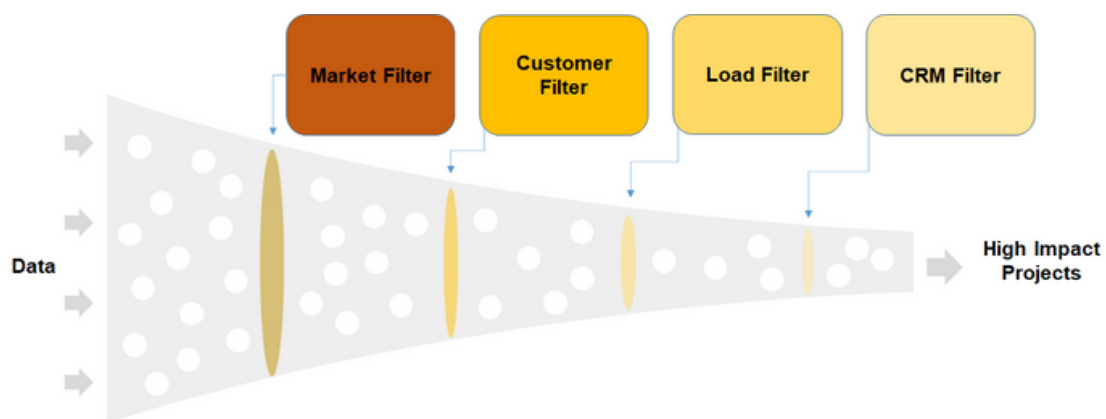 Market Filter
Customer
Filter
Load Filter
CRM Filter
Data
High Impact
Projects